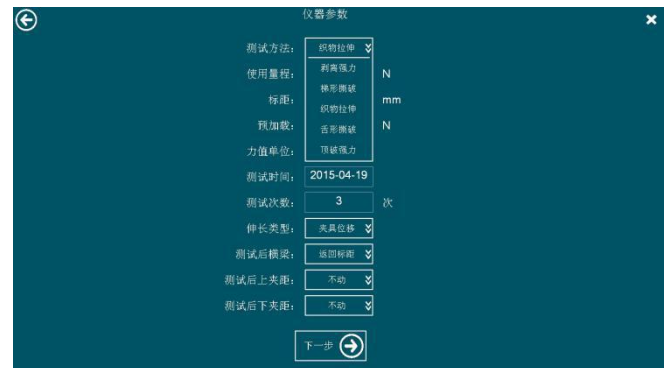 仪器参数
测试方法： 织物拉伸
剥离强力
使用量程： N
梯形撕破
标距： 织物拉伸 mm
舌形撕破
预加载： N
力值单位： 顶破强力
测试时间： 2015-04-19
测试次数： 3 次
伸长类型： 夹具位移
测试后横梁： 返回标距
测试后上夹距： 不动
测试后下夹距： 不动
下一步